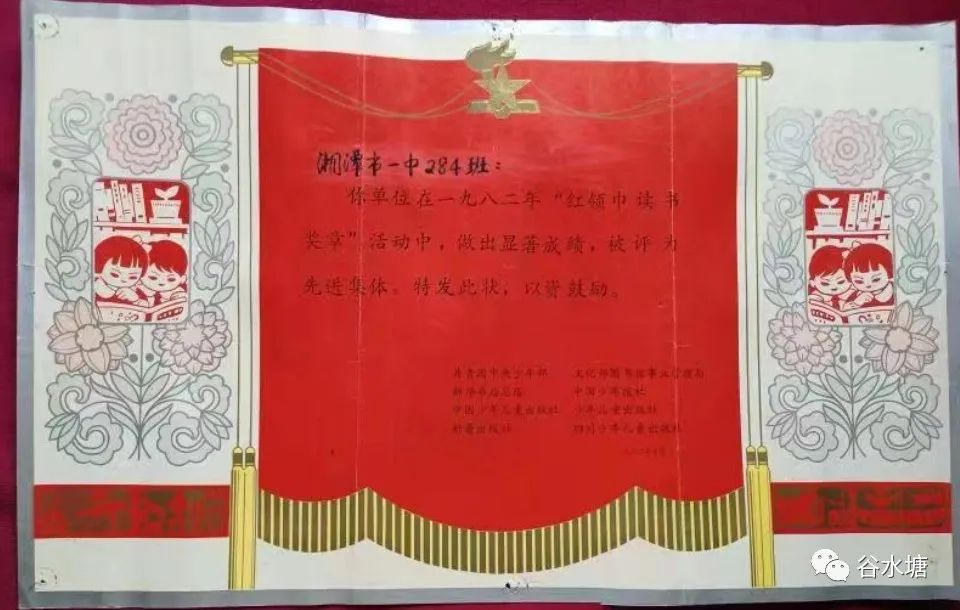 湘潭市一中284班：
你单位在一九八二年“红领巾读书
奖章”活动中，做出显著成绩，被评为
先进集体。特发此状，以资鼓励。
共青团中央少年部 文化部图书馆事业管理局
新华书店总店 中国少年报社
中国少年儿童出版社 少年儿童出版社
新蕾出版社 四川少年儿童出版社
谷水塘